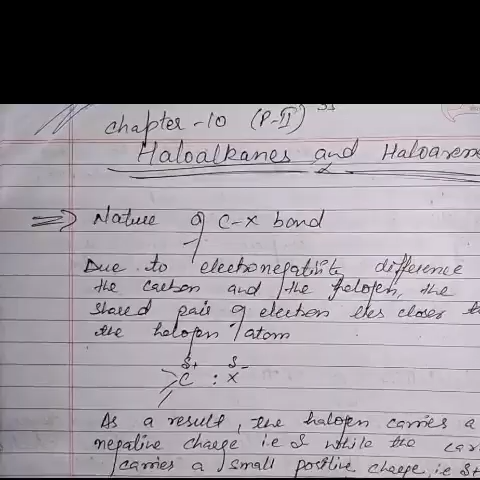 chapter -10 (P-II)
Haloalkanes and Haloarene
⇒ Nature of C-X bond
Due to electronegativity difference
the carbon and the halogen, the
shared pair of electron lies closer to
the halogen atom
δ+ δ-
C : X
As a result, the halogen carries a
negative charge i.e δ while the car
carries a small positive charge, i.e δ+